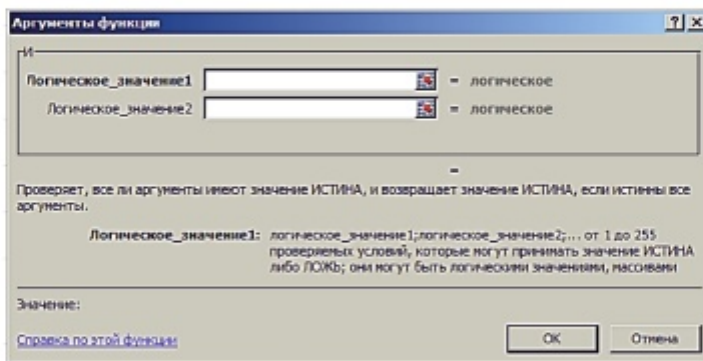 Аргументы функции
И
Логическое_значение1 = логическое
Логическое_значение2 = логическое
=
Проверяет, все ли аргументы имеют значение ИСТИНА, и возвращает значение ИСТИНА, если истинны все
аргументы.
Логическое_значение1: логическое_значение1;логическое_значение2;... от 1 до 255
проверяемых условий, которые могут принимать значение ИСТИНА
либо ЛОЖЬ; они могут быть логическими значениями, массивами
Значение:
Справка по этой функции
ОК
Отмена